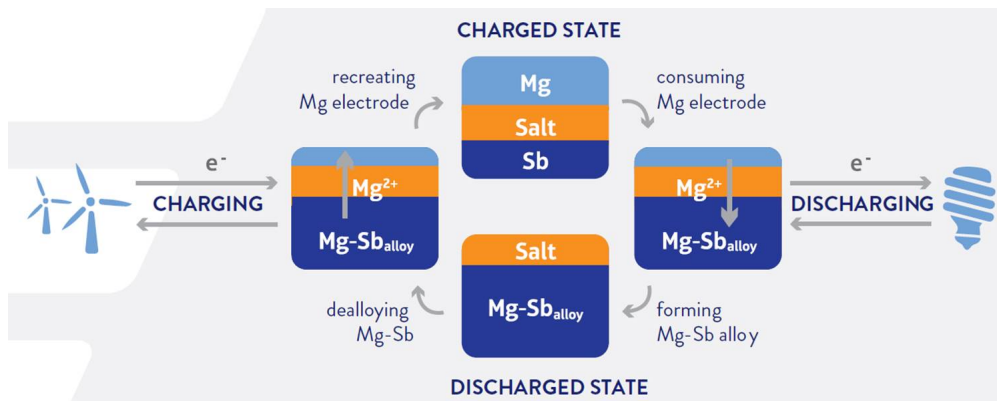 CHARGED STATE
recreating
Mg electrode
Mg
Salt
Sb
consuming
Mg electrode
e-
CHARGING
Mg2+
Mg-Sballoy
Mg2+
Mg-Sballoy
e-
DISCHARGING
Salt
Mg-Sballoy
dealloying
Mg-Sb
forming
Mg-Sb alloy
DISCHARGED STATE